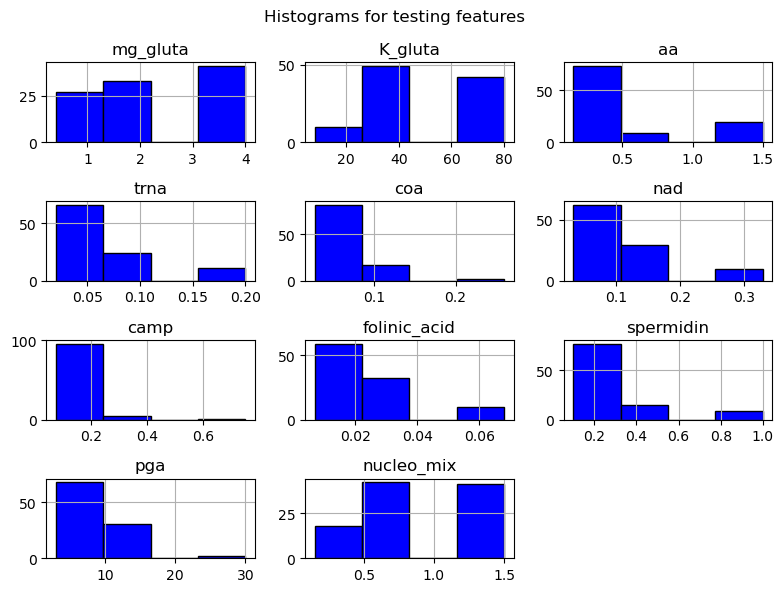 Histograms for testing features
mg_gluta K_gluta aa
25
0
1 2 3 4
50
0
20 40 60 80
50
0
0.5 1.0 1.5
trna coa nad
50
0
0.05 0.10 0.15 0.20
50
0
0.1 0.2
50
0
0.1 0.2 0.3
camp folinic_acid spermidin
100
0
0.2 0.4 0.6
50
0
0.02 0.04 0.06
50
0
0.2 0.4 0.6 0.8 1.0
pga nucleo_mix
50
0
10 20 30
25
0
0.5 1.0 1.5